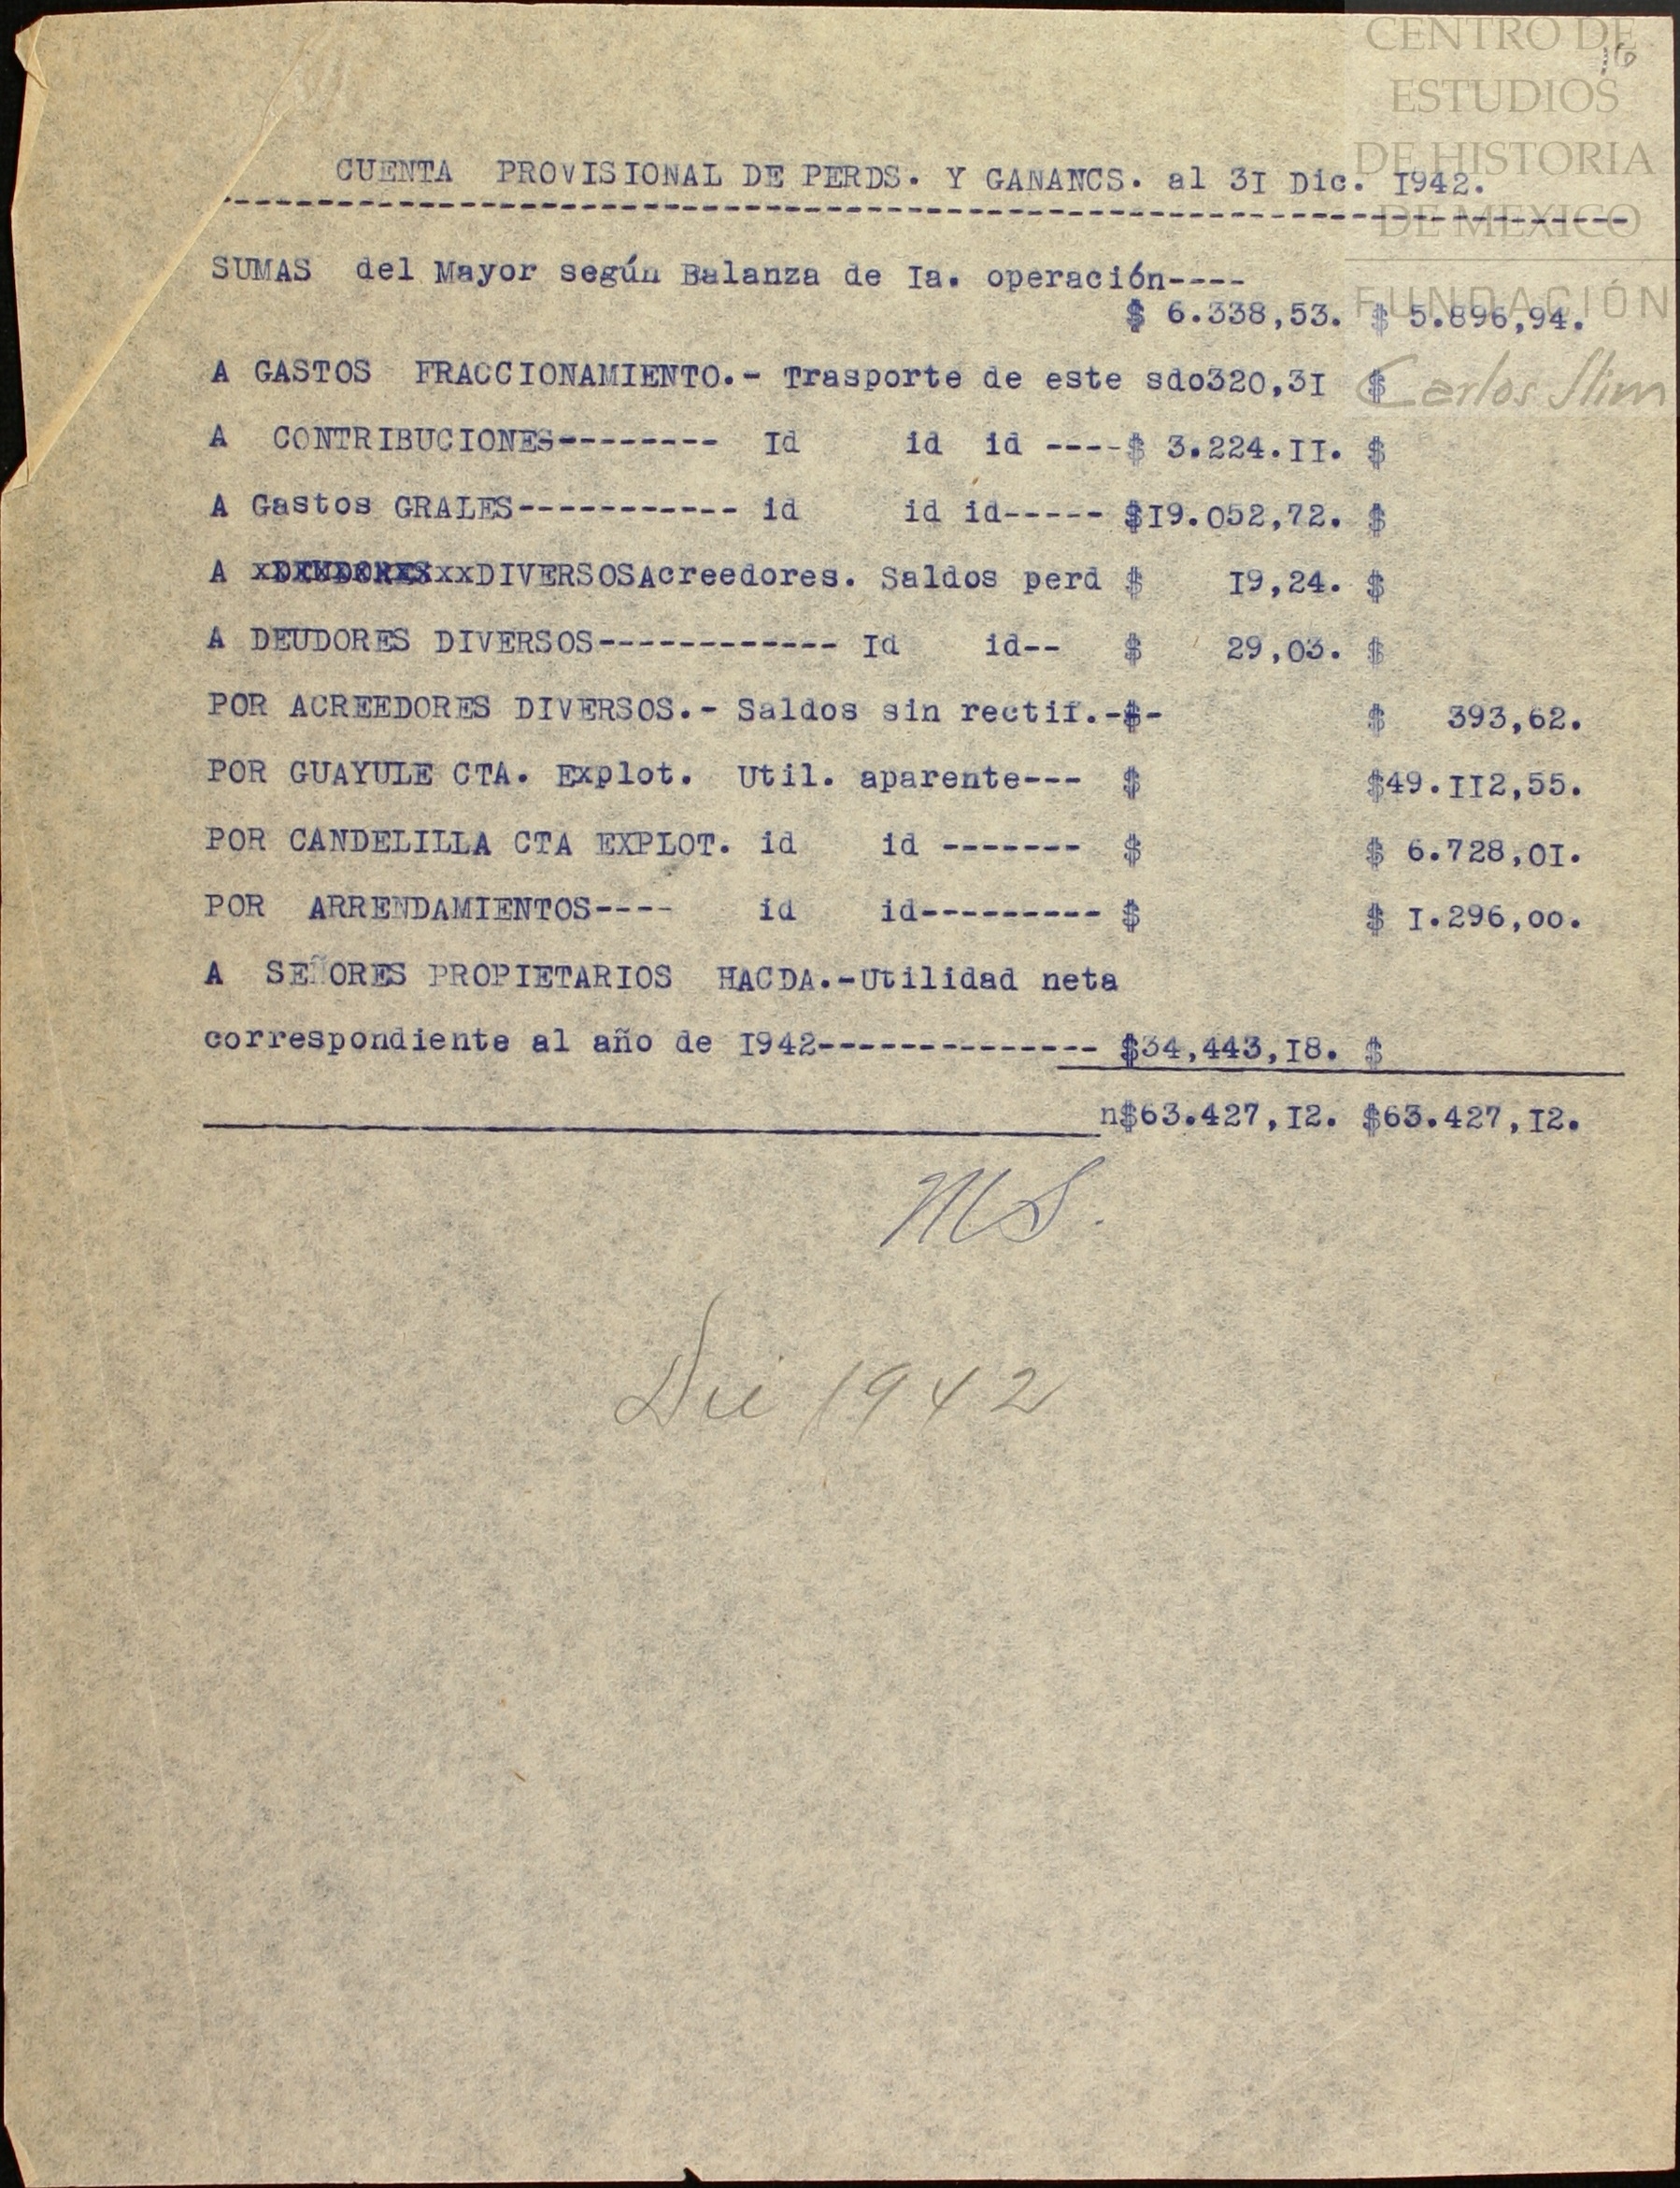 CENTRO DE
16
ESTUDIOS
DE HISTORIA
DE MEXICO
FUNDACIÓN
Carlos Slim
CUENTA PROVISIONAL DE PERDS. Y GANANCS. al 3I Dic. I942.
SUMAS del Mayor según Balanza de Ia. operación----
$ 6.338,53. $ 5.896,94.
A GASTOS FRACCIONAMIENTO.- Trasporte de este sdo320,3I $
A CONTRIBUCIONES-------- Id id id ----$ 3.224.II. $
A Gastos GRALES----------- id id id----- $I9.052,72. $
A DIVERSOSAcreedores. Saldos perd $ I9,24. $
A DEUDORES DIVERSOS------------ Id id-- $ 29,03. $
POR ACREEDORES DIVERSOS.- Saldos sin rectif.-$- $ 393,62.
POR GUAYULE CTA. Explot. Util. aparente--- $ $49.II2,55.
POR CANDELILLA CTA EXPLOT. id id ------- $ $ 6.728,0I.
POR ARRENDAMIENTOS---- id id--------- $ $ I.296,oo.
A SEÑORES PROPIETARIOS HACDA.-Utilidad neta
correspondiente al año de I942-------------- $34,443,I8. $
n$63.427,I2. $63.427,I2.
MS.
Dic 1942